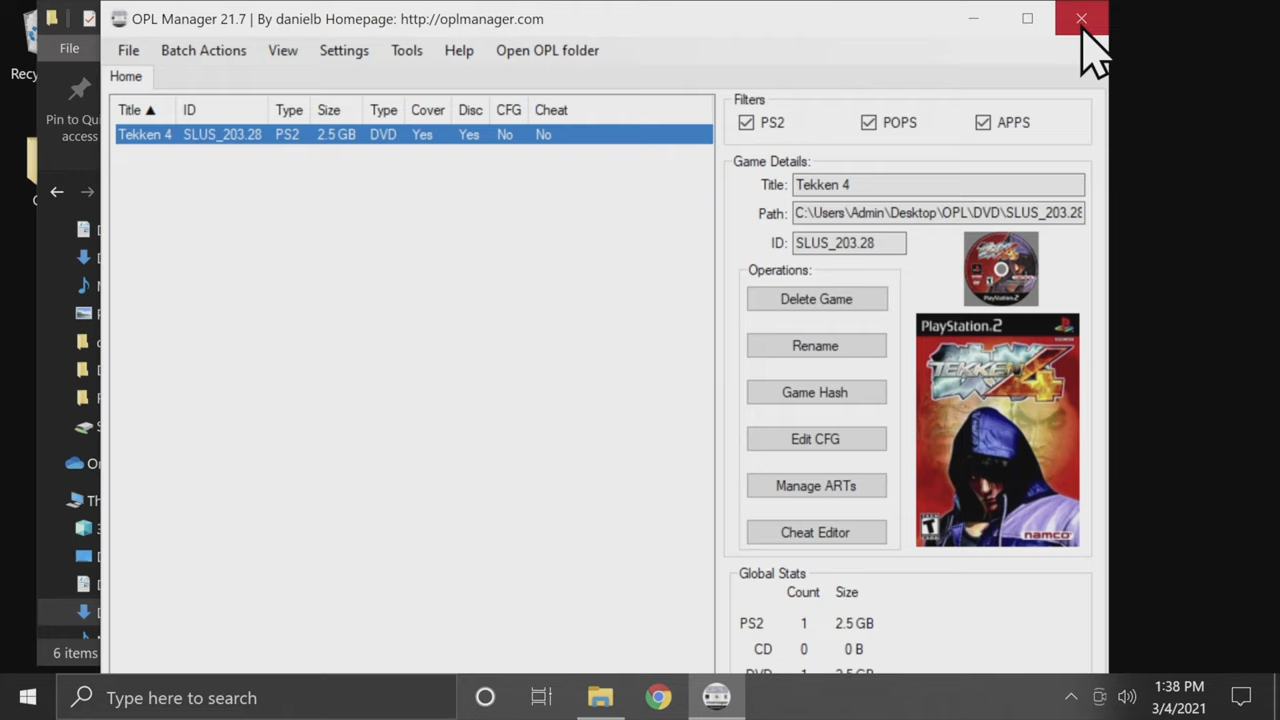 OPL Manager 21.7 | By danielb Homepage: http://oplmanager.com
File
File Batch Actions View Settings Tools Help Open OPL folder
Recy
Home
Pin to Qu
access
Title ID Type Size Type Cover Disc CFG Cheat
Tekken 4 SLUS_203.28 PS2 2.5 GB DVD Yes Yes No No
Filters
PS2 POPS APPS
Game Details:
Title: Tekken 4
Path: C:\Users\Admin\Desktop\OPL\DVD\SLUS_203.28
ID: SLUS_203.28
Operations:
Delete Game
Rename
Game Hash
Edit CFG
Manage ARTs
Cheat Editor
PlayStation 2
PlayStation.2
TEKKEN 4
T
namco
Global Stats
Count Size
PS2 1 2.5 GB
CD 0 0 B
On
Th
6 items
Type here to search
1:38 PM
3/4/2021